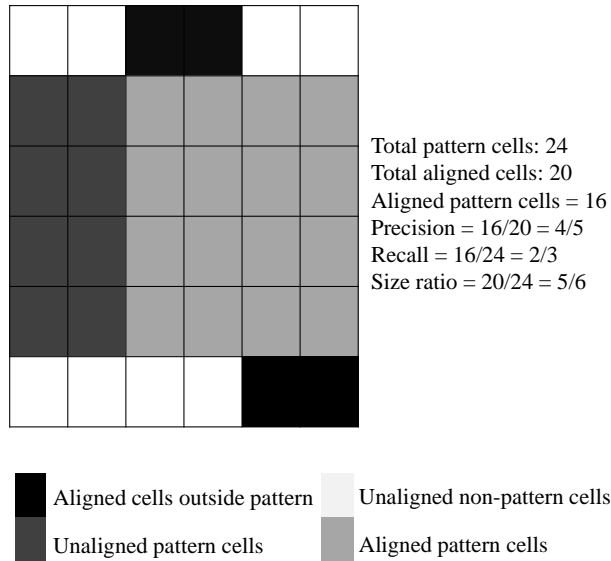 Total pattern cells: 24
Total aligned cells: 20
Aligned pattern cells = 16
Precision = 16/20 = 4/5
Recall = 16/24 = 2/3
Size ratio = 20/24 = 5/6
Aligned cells outside pattern
Unaligned non-pattern cells
Unaligned pattern cells
Aligned pattern cells